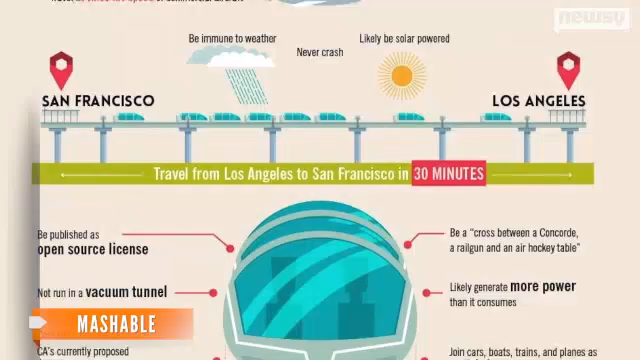 newsy
Be immune to weather
Likely be solar powered
Never crash
SAN FRANCISCO
LOS ANGELES
Travel from Los Angeles to San Francisco in 30 MINUTES
Be published as
open source license
Be a “cross between a Concorde,
a railgun and an air hockey table”
Not run in a vacuum tunnel
Likely generate more power
than it consumes
MASHABLE
CA's currently proposed
Join cars, boats, trains, and planes as